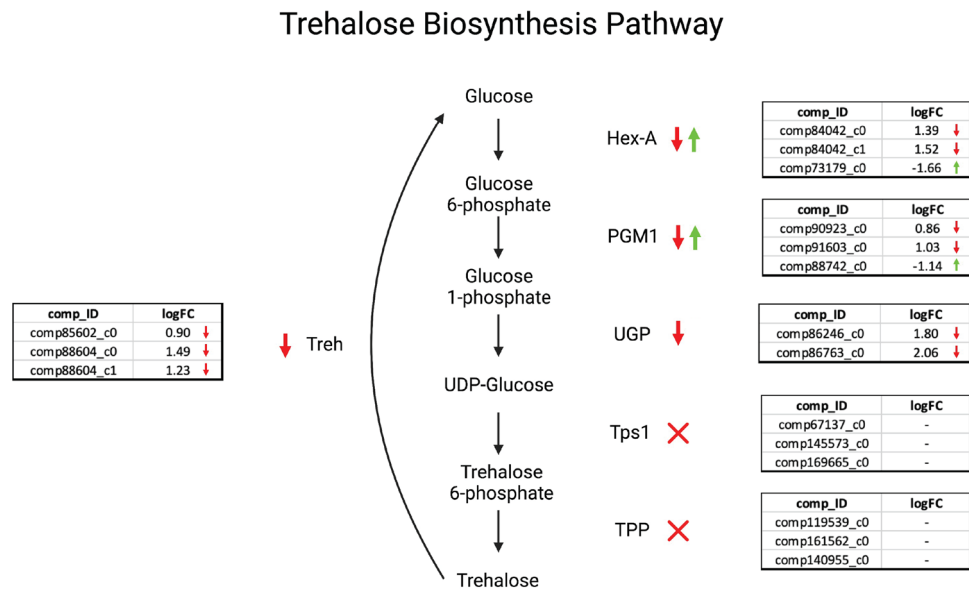 Trehalose Biosynthesis Pathway
Glucose
Glucose
6-phosphate
Glucose
1-phosphate
UDP-Glucose
Trehalose
6-phosphate
Trehalose
Treh
comp_ID logFC
comp85602_c0 0.90
comp88604_c0 1.49
comp88604_c1 1.23
Hex-A
comp_ID logFC
comp84042_c0 1.39
comp84042_c1 1.52
comp73179_c0 -1.66
PGM1
comp_ID logFC
comp90923_c0 0.86
comp91603_c0 1.03
comp88742_c0 -1.14
UGP
comp_ID logFC
comp86246_c0 1.80
comp86763_c0 2.06
Tps1
comp_ID logFC
comp67137_c0 -
comp145573_c0 -
comp169665_c0 -
TPP
comp_ID logFC
comp119539_c0 -
comp161562_c0 -
comp140955_c0 -